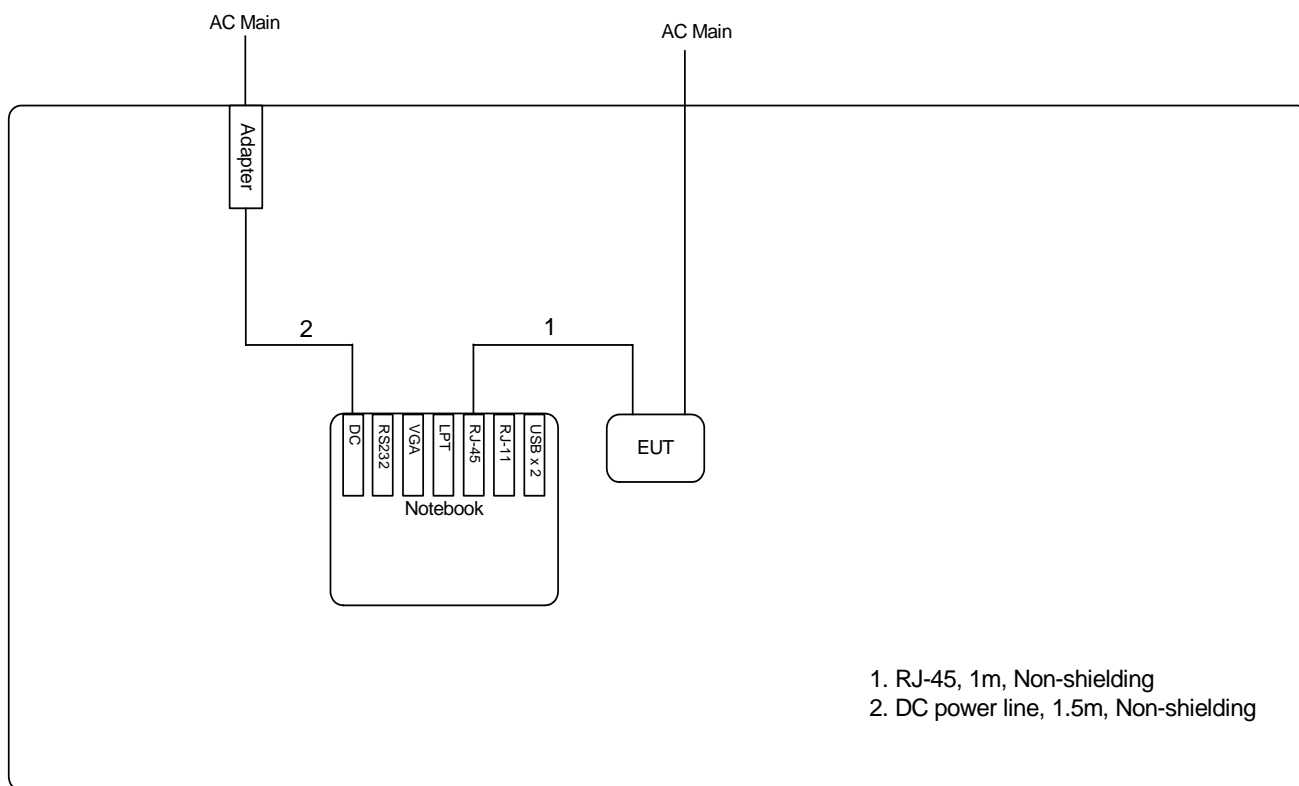 AC Main
AC Main
Adapter
2
1
DC
RS232
VGA
LPT
RJ-45
RJ-11
USB x 2
EUT
Notebook
1. RJ-45, 1m, Non-shielding
2. DC power line, 1.5m, Non-shielding